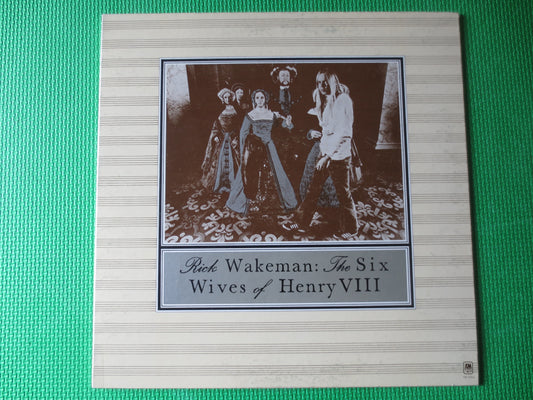 Rick Wakeman: The Six
Wives of Henry VIII